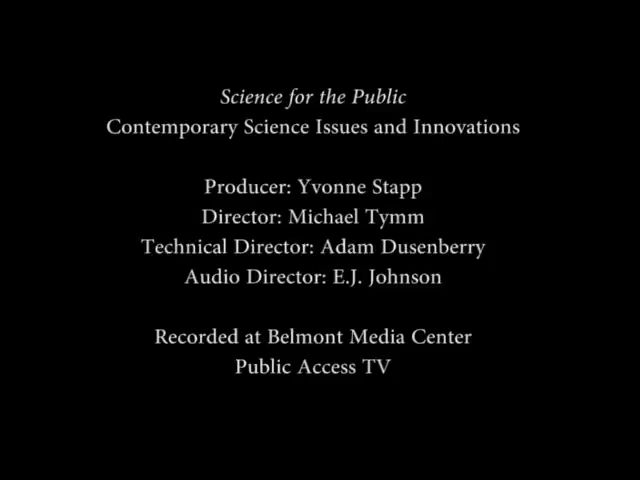 Science for the Public
Contemporary Science Issues and Innovations
Producer: Yvonne Stapp
Director: Michael Tymm
Technical Director: Adam Dusenberry
Audio Director: E.J. Johnson
Recorded at Belmont Media Center
Public Access TV